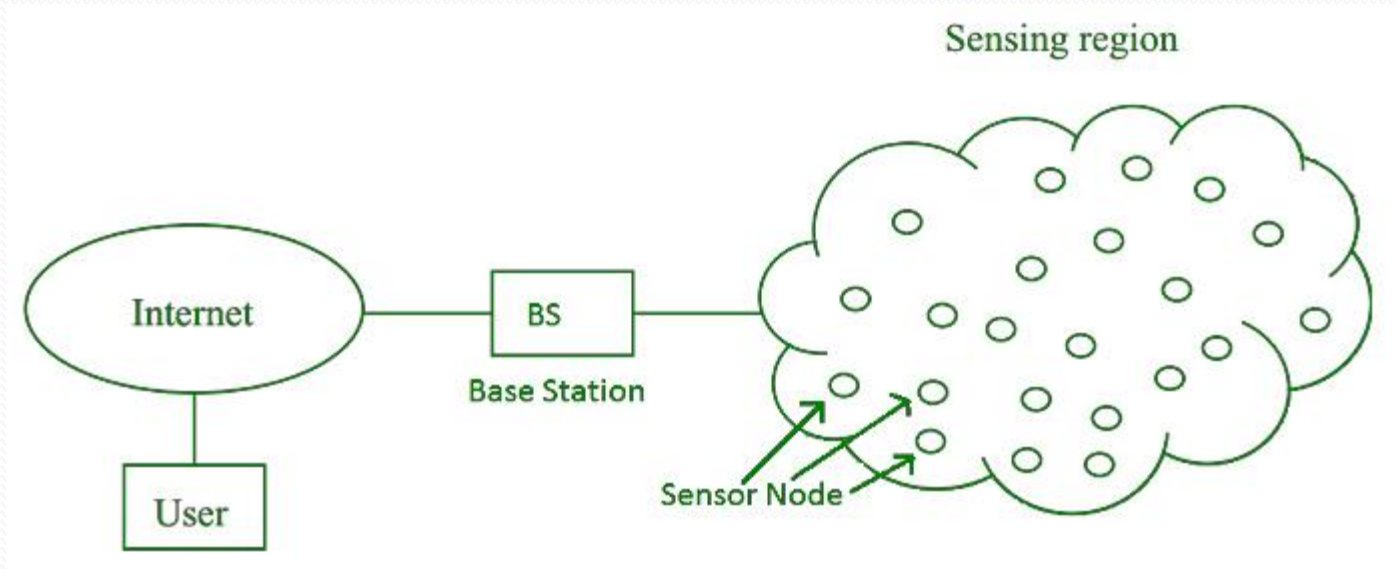 Sensing region
Internet
BS
Base Station
Sensor Node
User